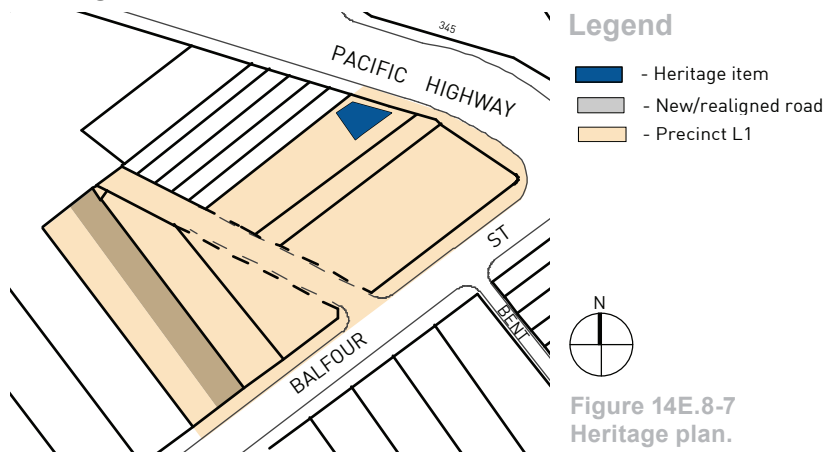 345
PACIFIC HIGHWAY
ST
BENT
BALFOUR
Legend
- Heritage item
- New/realigned road
- Precinct L1
N
Figure 14E.8-7
Heritage plan.